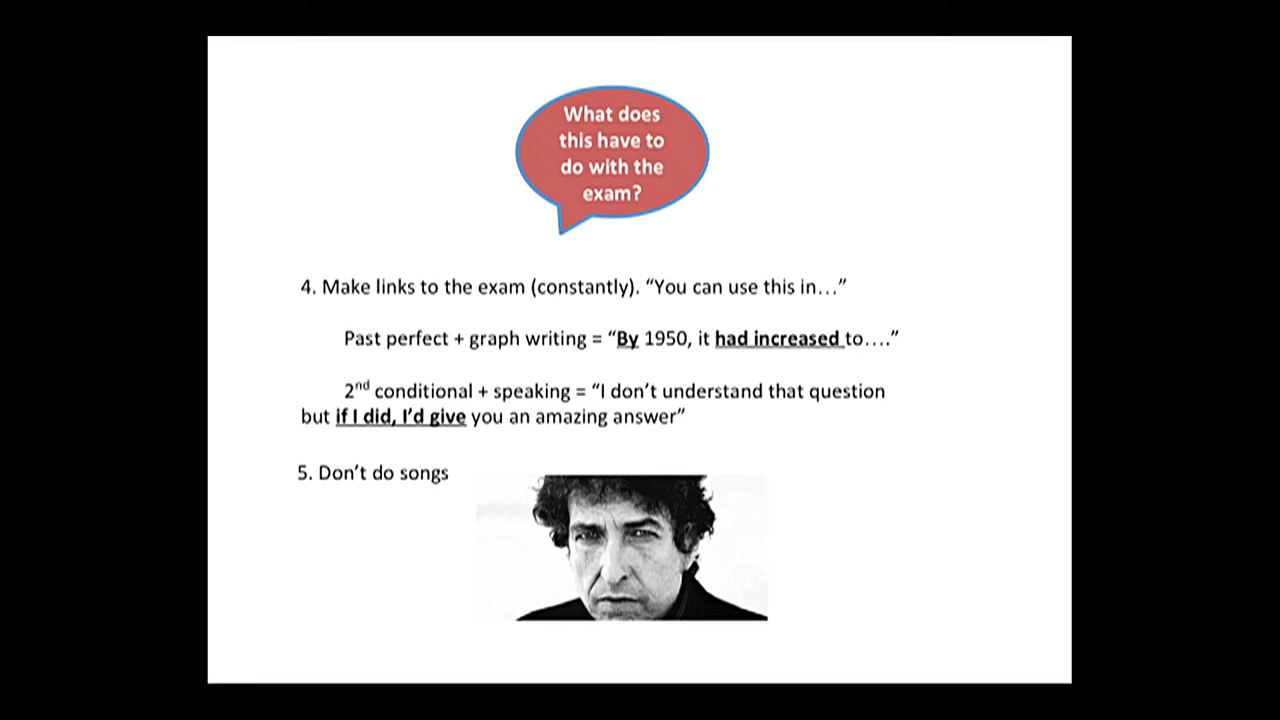 What does
this have to
do with the
exam?
4. Make links to the exam (constantly). “You can use this in…”
Past perfect + graph writing = “By 1950, it had increased to….”
2nd conditional + speaking = “I don’t understand that question
but if I did, I’d give you an amazing answer”
5. Don’t do songs